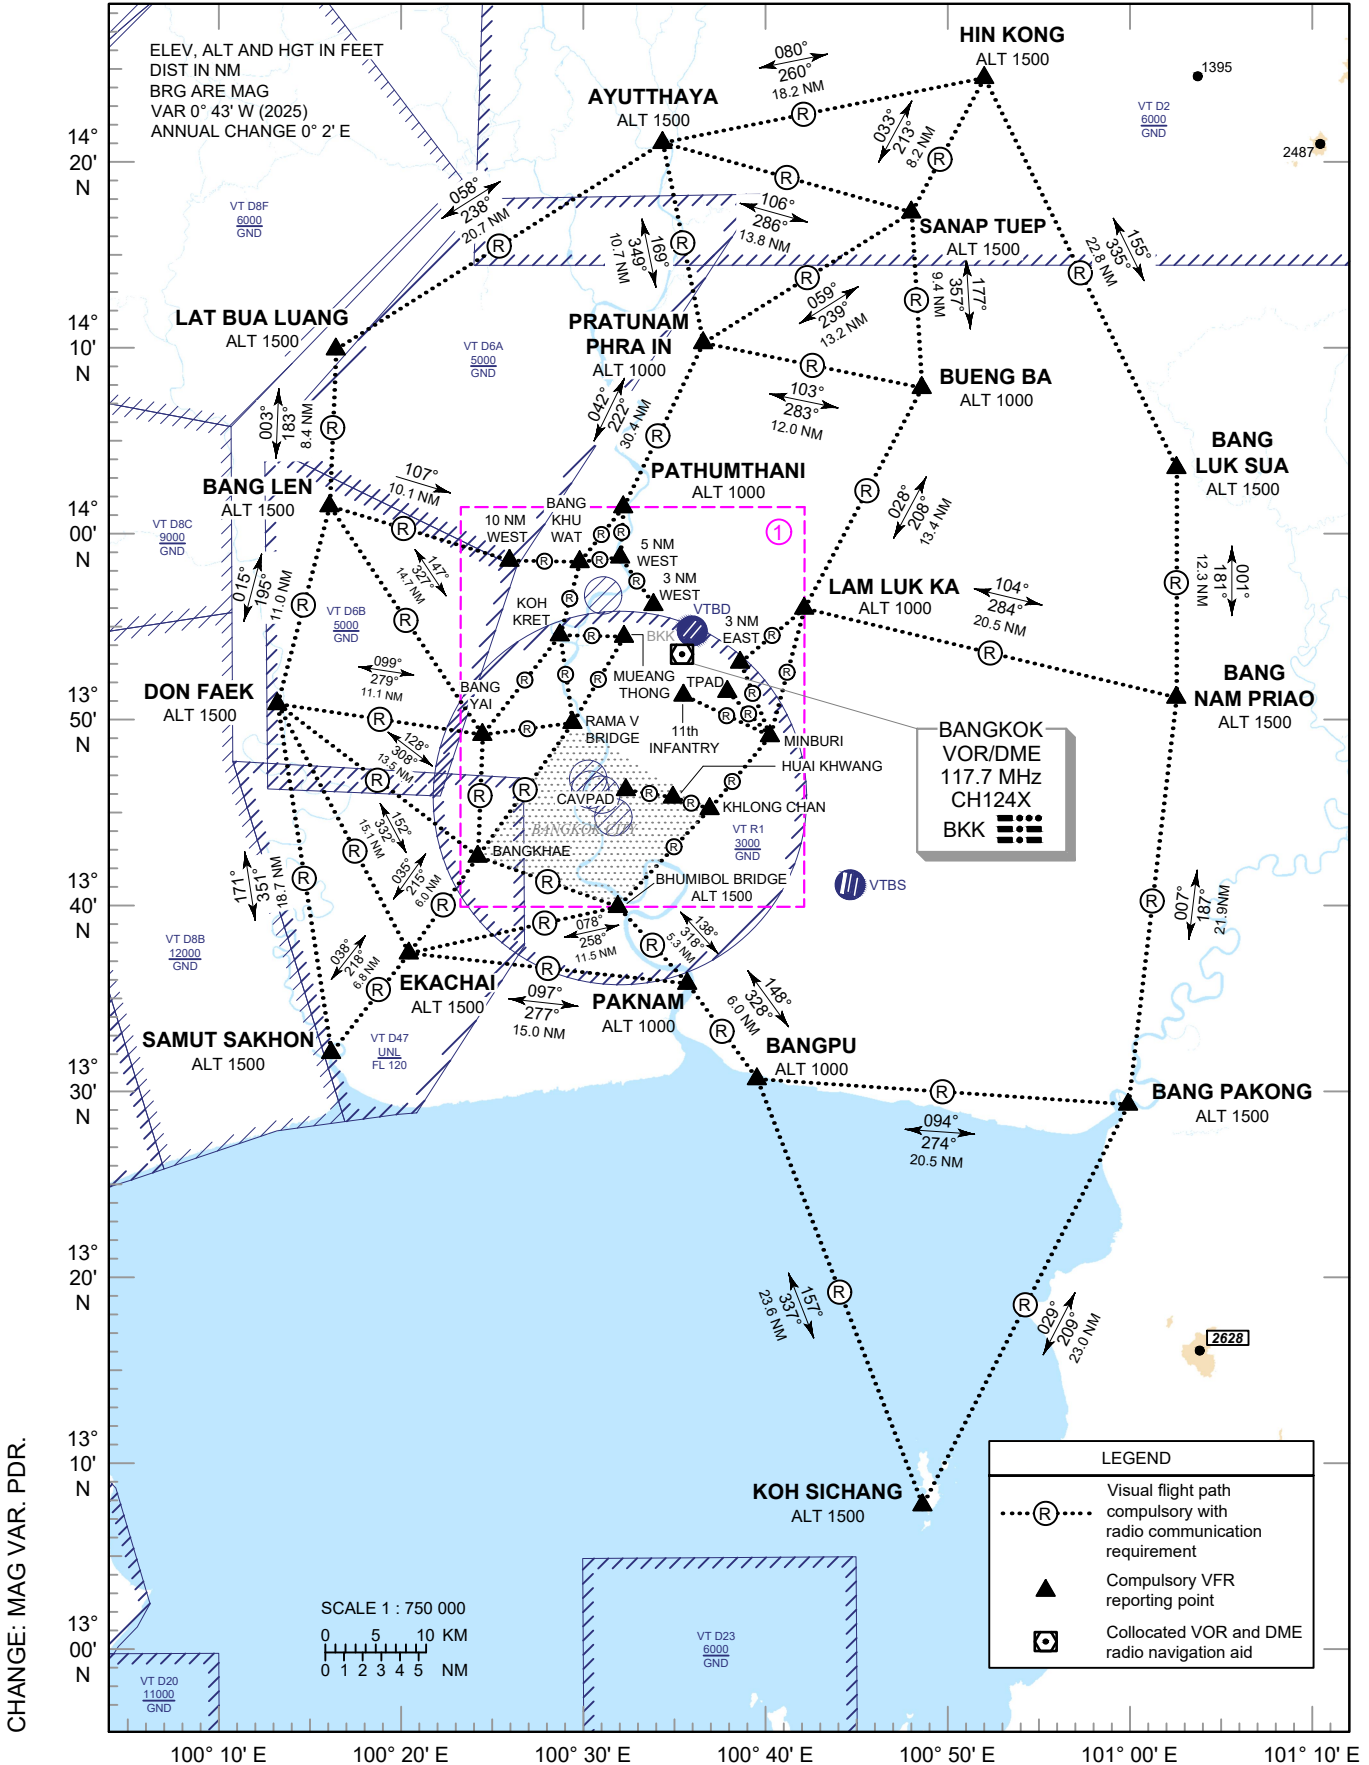 ELEV, ALT AND HGT IN FEET
DIST IN NM
BRG ARE MAG
VAR 0° 43' W (2025)
ANNUAL CHANGE 0° 2' E
HIN KONG
ALT 1500
080°
260°
18.2 NM
1395
VT D2
6000
GND
2487
AYUTTHAYA
ALT 1500
033°
213°
8.2 NM
14°
20'
N
058°
238°
20.7 NM
VT D8F
6000
GND
106°
286°
13.8 NM
SANAP TUEP
ALT 1500
169°
349°
10.7 NM
155°
335°
22.8 NM
177°
357°
9.4 NM
059°
239°
13.2 NM
LAT BUA LUANG
ALT 1500
14°
10'
N
VT D6A
5000
GND
PRATUNAM
PHRA IN
ALT 1000
BUENG BA
ALT 1000
103°
283°
12.0 NM
042°
222°
30.4 NM
003°
183°
8.4 NM
BANG
LUK SUA
ALT 1500
107°
10.1 NM
PATHUMTHANI
ALT 1000
BANG LEN
ALT 1500
028°
208°
13.4 NM
14°
00'
N
VT D8C
9000
GND
10 NM
WEST
BANG
KHU
WAT
1
5 NM
WEST
3 NM
WEST
147°
327°
14.7 NM
015°
195°
11.0 NM
VT D6B
5000
GND
KOH
KRET
VTBD
BKK
3 NM
EAST
LAM LUK KA
ALT 1000
104°
284°
20.5 NM
001°
181°
12.3 NM
099°
279°
11.1 NM
MUEANG
THONG
TPAD
DON FAEK
ALT 1500
13°
50'
N
BANG
YAI
RAMA V
BRIDGE
11th
INFANTRY
MINBURI
BANG
NAM PRIAO
ALT 1500
BANGKOK
VOR/DME
117.7 MHz
CH124X
BKK
128°
308°
13.5 NM
HUAI KHWANG
CAVPAD
KHLONG CHAN
BANGKOK CITY
VT R1
3000
GND
152°
332°
15.1 NM
035°
215°
6.0 NM
BANGKHAE
BHUMIBOL BRIDGE
ALT 1500
VTBS
13°
40'
N
171°
351°
18.7 NM
078°
258°
11.5 NM
138°
318°
5.3 NM
007°
187°
21.9NM
VT D8B
12000
GND
038°
218°
6.8 NM
EKACHAI
ALT 1500
097°
277°
15.0 NM
PAKNAM
ALT 1000
148°
328°
6.0 NM
SAMUT SAKHON
ALT 1500
VT D47
UNL
FL 120
BANGPU
ALT 1000
13°
30'
N
BANG PAKONG
ALT 1500
094°
274°
20.5 NM
13°
20'
N
157°
337°
23.6 NM
029°
209°
23.0 NM
2628
13°
10'
N
KOH SICHANG
ALT 1500
LEGEND
R
Visual flight path
compulsory with
radio communication
requirement
Compulsory VFR
reporting point
Collocated VOR and DME
radio navigation aid
SCALE 1 : 750 000
0 5 10 KM
0 1 2 3 4 5 NM
13°
00'
N
VT D20
11000
GND
VT D23
6000
GND
100° 10' E 100° 20' E 100° 30' E 100° 40' E 100° 50' E 101° 00' E 101° 10' E
CHANGE: MAG VAR. PDR.